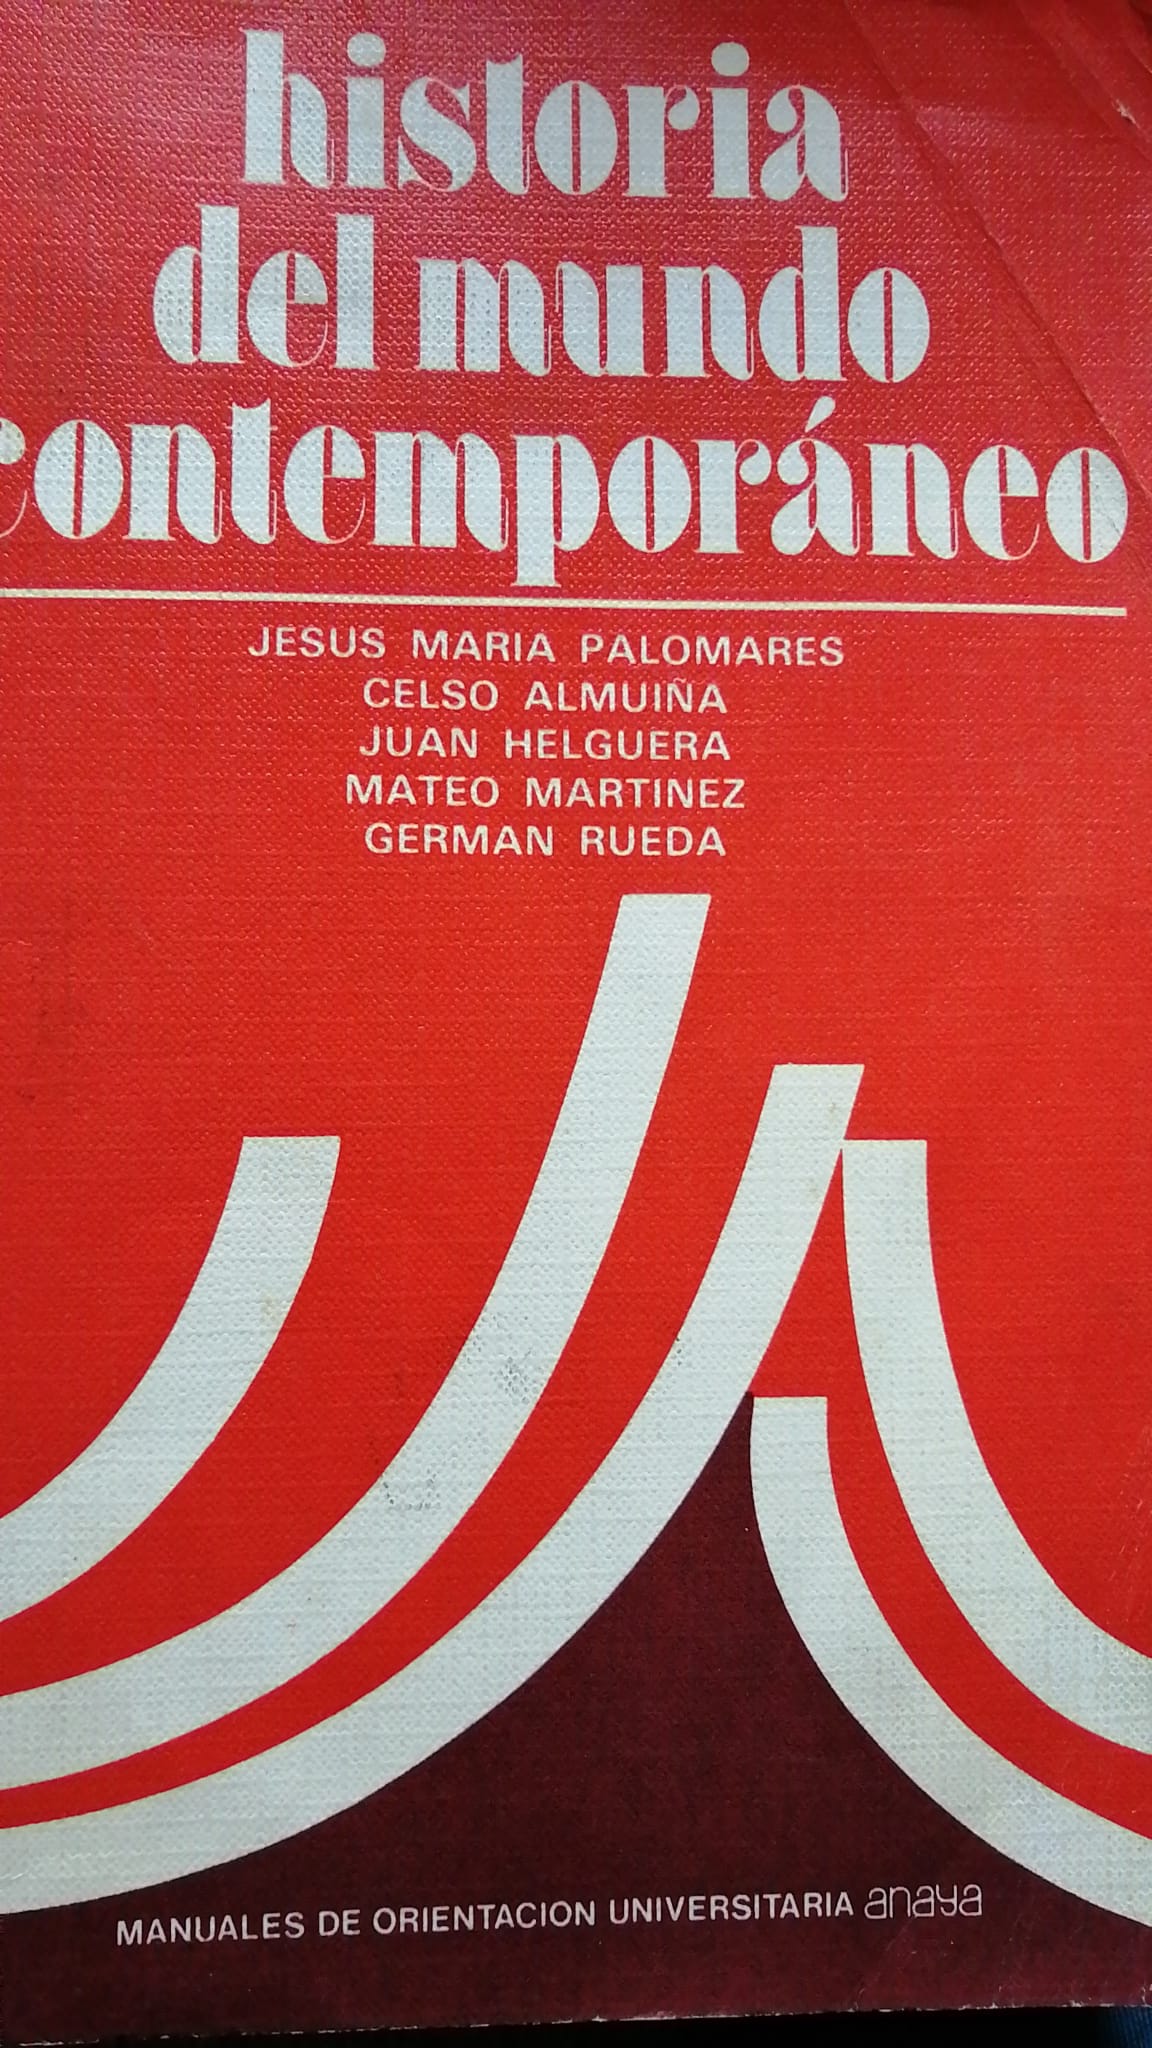 historia
del mundo
contemporáneo
JESUS MARIA PALOMARES
CELSO ALMUIÑA
JUAN HELGUERA
MATEO MARTINEZ
GERMAN RUEDA
MANUALES DE ORIENTACION UNIVERSITARIA anaya